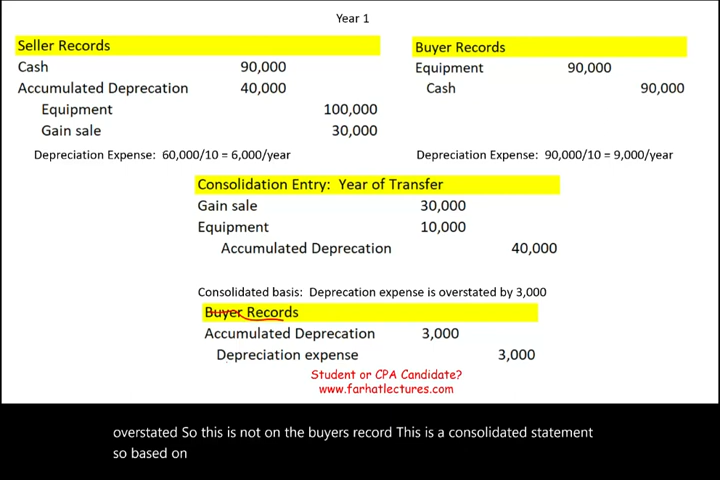 Year 1
Seller Records
Cash 90,000
Accumulated Deprecation 40,000
Equipment 100,000
Gain sale 30,000
Depreciation Expense: 60,000/10 = 6,000/year
Buyer Records
Equipment 90,000
Cash 90,000
Depreciation Expense: 90,000/10 = 9,000/year
Consolidation Entry: Year of Transfer
Gain sale 30,000
Equipment 10,000
Accumulated Deprecation 40,000
Consolidated basis: Deprecation expense is overstated by 3,000
Buyer Records
Accumulated Deprecation 3,000
Depreciation expense 3,000
Student or CPA Candidate?
www.farhatlectures.com
overstated So this is not on the buyers record This is a consolidated statement
so based on